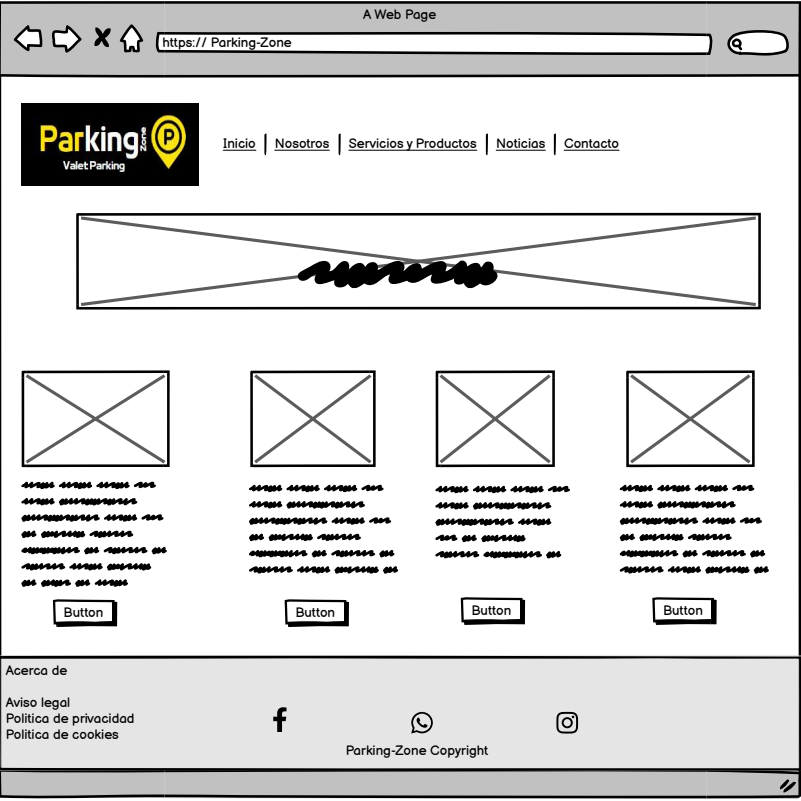 A Web Page
https:// Parking-Zone
Parking Zone
P
Valet Parking
Inicio | Nosotros | Servicios y Productos | Noticias | Contacto
Button Button Button Button
Acerca de
Aviso legal
Politica de privacidad
Politica de cookies
Parking-Zone Copyright